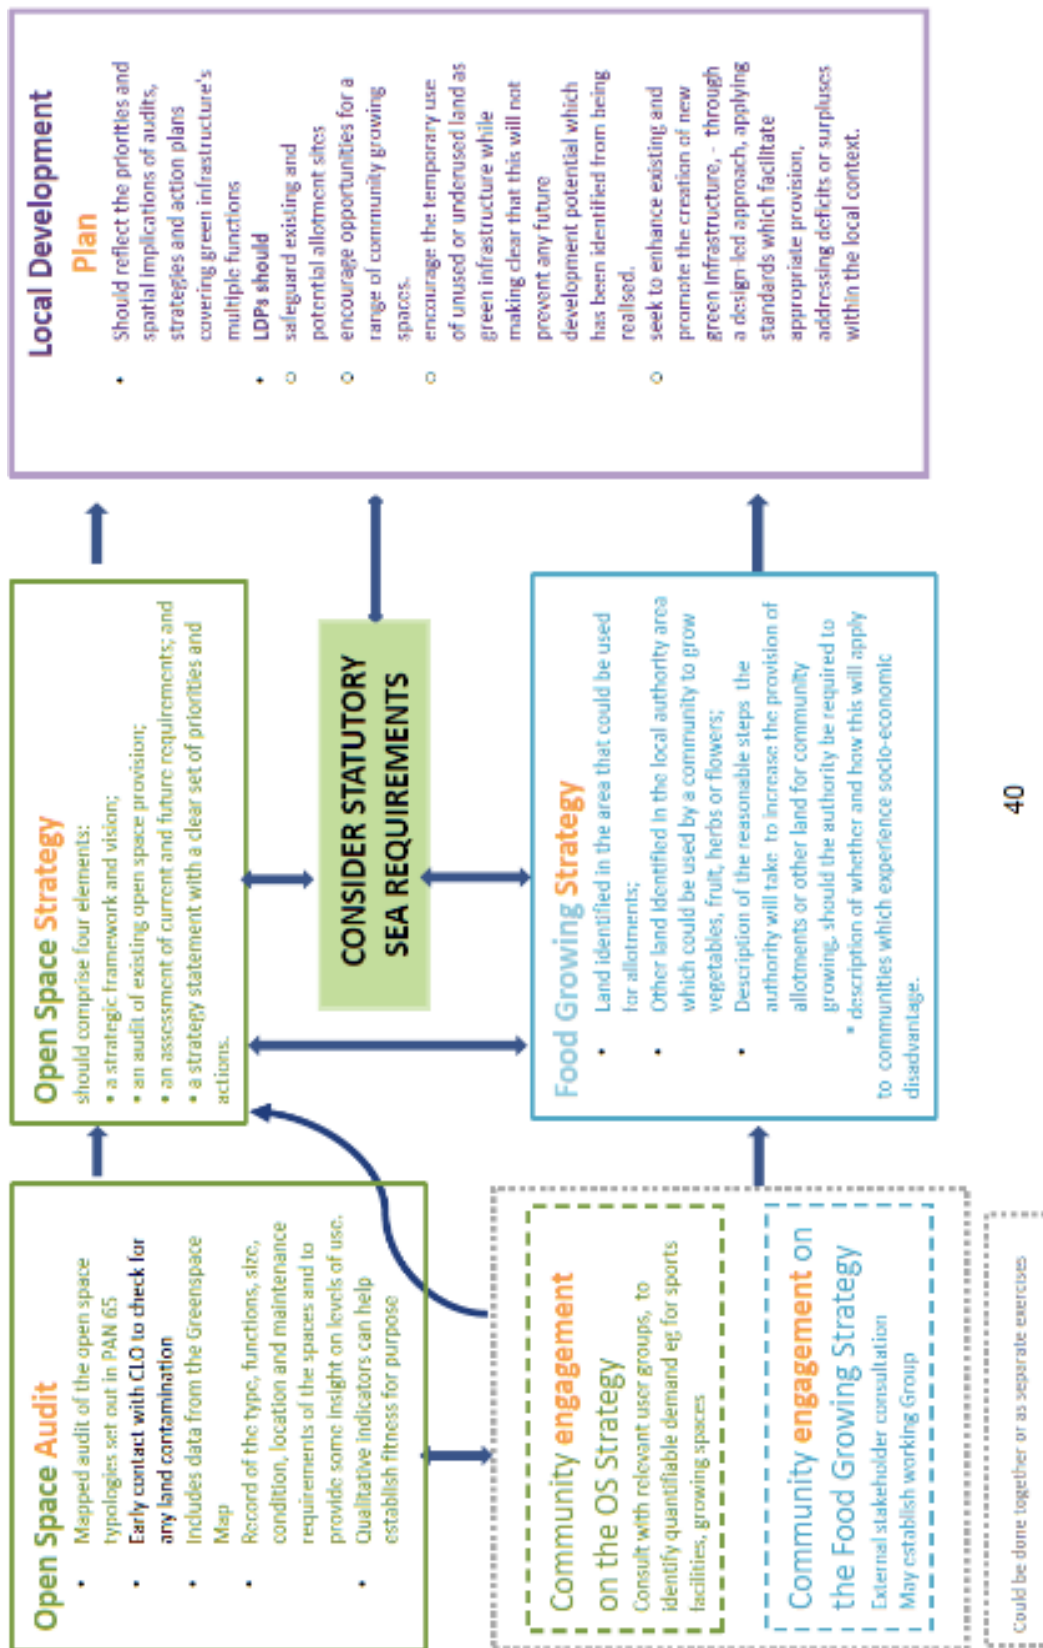 Open Space Audit
• Mapped audit of the open space
typologies set out in PAN 65
• Early contact with CLO to check for
any land contamination
• Includes data from the Greenspace
Map
• Record of the type, functions, size,
condition, location and maintenance
requirements of the spaces and to
provide some insight on levels of use.
• Qualitative indicators can help
establish fitness for purpose
Community engagement
on the OS Strategy
Consult with relevant user groups, to
identify quantifiable demand eg for sports
facilities, growing spaces
Community engagement on
the Food Growing Strategy
External stakeholder consultation
May establish working Group
Could be done together or as separate exercises
Open Space Strategy
should comprise four elements:
• a strategic framework and vision;
• an audit of existing open space provision;
• an assessment of current and future requirements; and
• a strategy statement with a clear set of priorities and
actions.
CONSIDER STATUTORY
SEA REQUIREMENTS
Food Growing Strategy
• Land identified in the area that could be used
for allotments;
• Other land identified in the local authority area
which could be used by a community to grow
vegetables, fruit, herbs or flowers;
• Description of the reasonable steps the
authority will take to increase the provision of
allotments or other land for community
growing, should the authority be required to
* description of whether and how this will apply
to communities which experience socio-economic
disadvantage.
Local Development
Plan
• Should reflect the priorities and
spatial implications of audits,
strategies and action plans
covering green infrastructure's
multiple functions
• LDPs should
o safeguard existing and
potential allotment sites
o encourage opportunities for a
range of community growing
spaces.
o encourage the temporary use
of unused or underused land as
green infrastructure while
making clear that this will not
prevent any future
development potential which
has been identified from being
realised.
o seek to enhance existing and
promote the creation of new
green infrastructure, - through
a design-led approach, applying
standards which facilitate
appropriate provision,
addressing deficits or surpluses
within the local context.
40